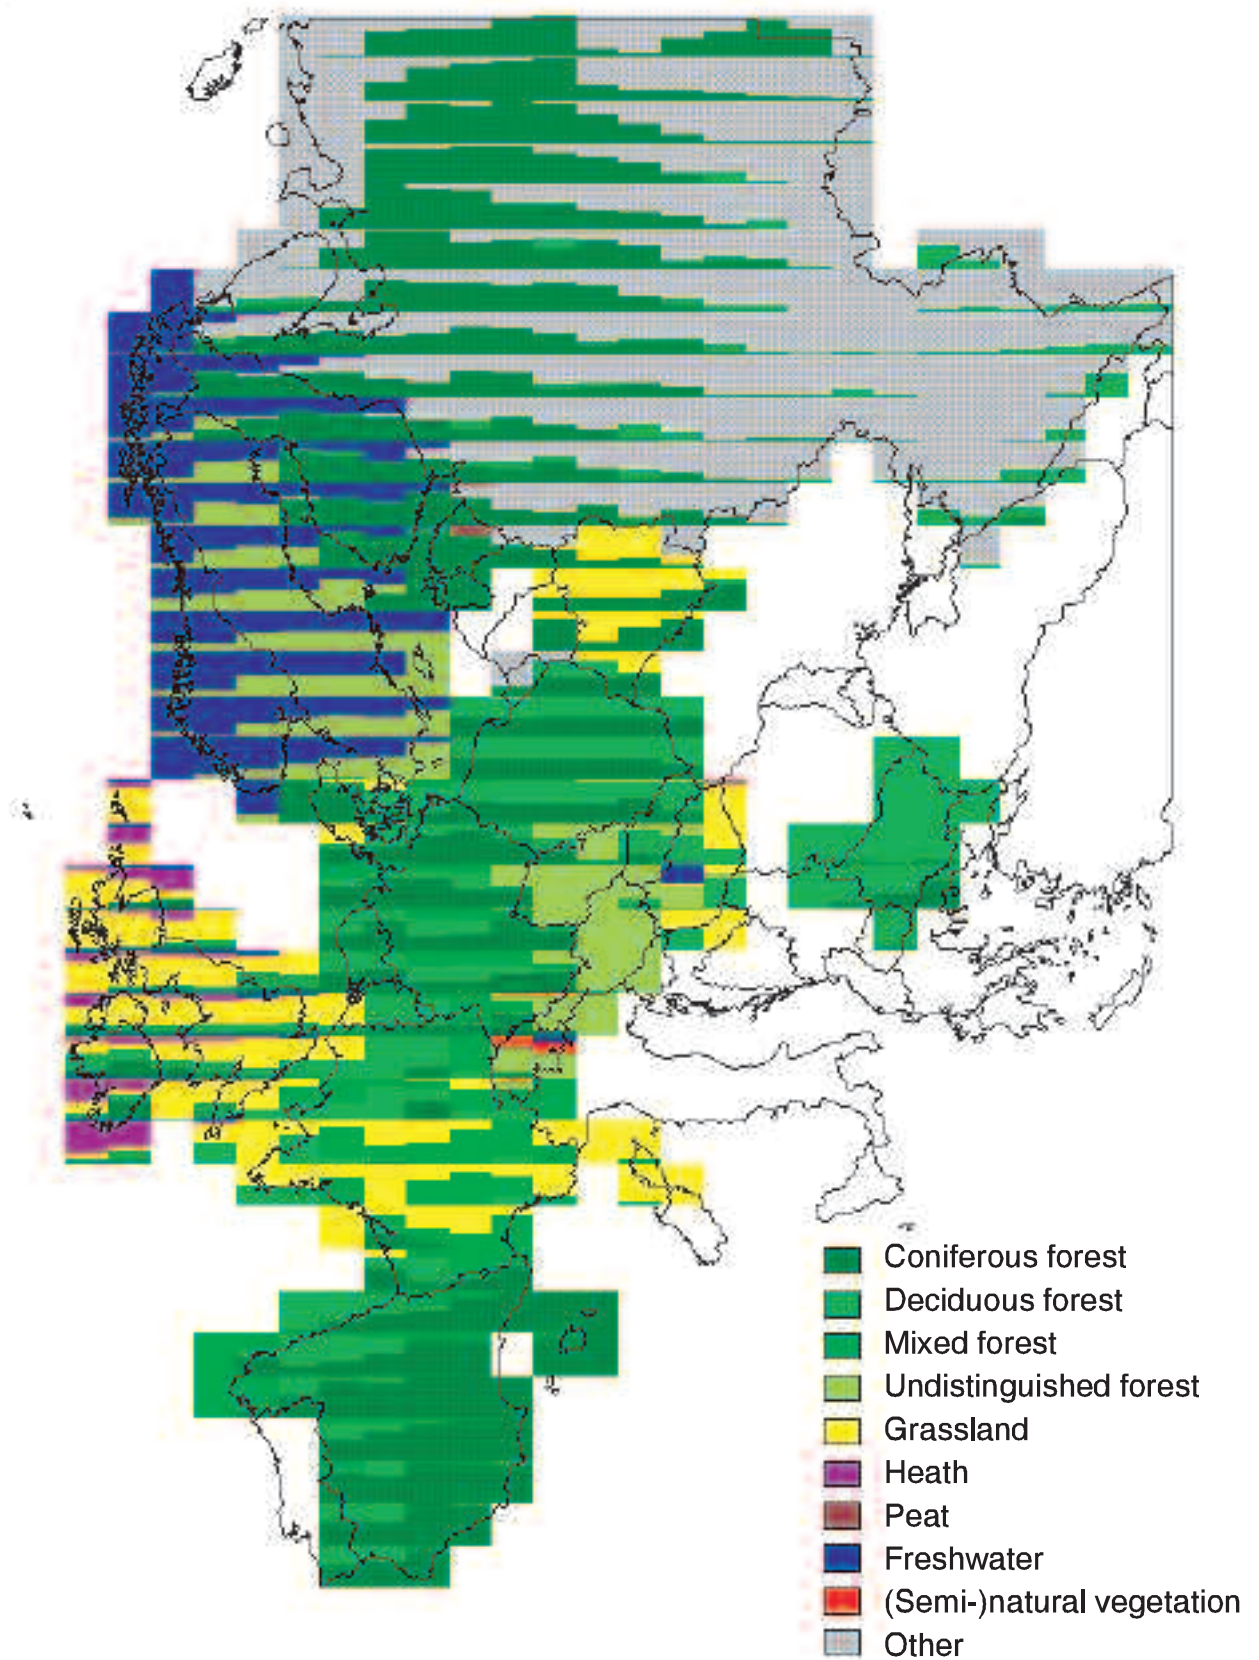 Coniferous forest
Deciduous forest
Mixed forest
Undistinguished forest
Grassland
Heath
Peat
Freshwater
(Semi-)natural vegetation
Other